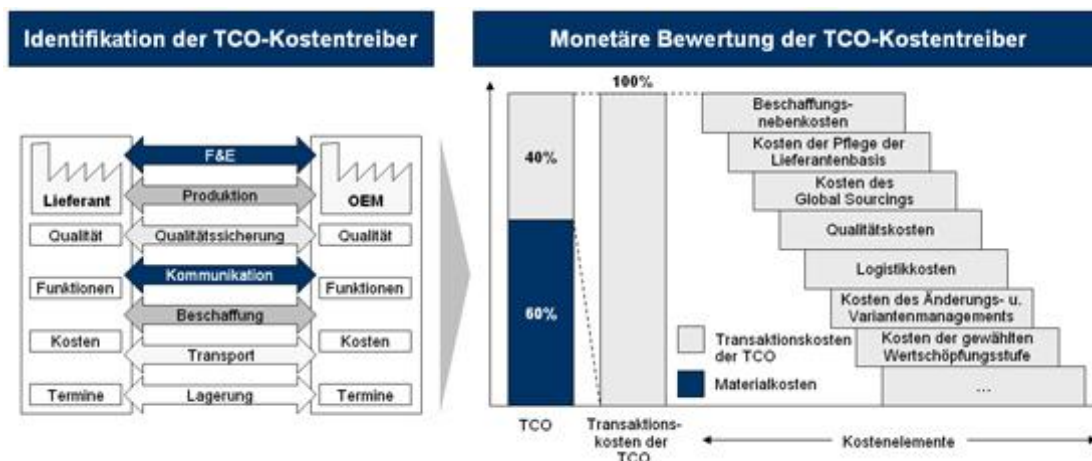 Identifikation der TCO-Kostentreiber
F&E
Lieferant
Produktion
OEM
Qualität
Qualitätssicherung
Qualität
Kommunikation
Funktionen
Funktionen
Beschaffung
Kosten
Kosten
Transport
Termine
Lagerung
Termine
Monetäre Bewertung der TCO-Kostentreiber
100%
40%
60%
Beschaffungs-
nebenkosten
Kosten der Pflege der
Lieferantenbasis
Kosten des
Global Sourcings
Qualitätskosten
Logistikkosten
Kosten des Änderungs- u.
Variantenmanagements
Kosten der gewählten
Wertschöpfungsstufe
...
Transaktionskosten
der TCO
Materialkosten
TCO
Transaktions-
kosten der
TCO
Kostenelemente